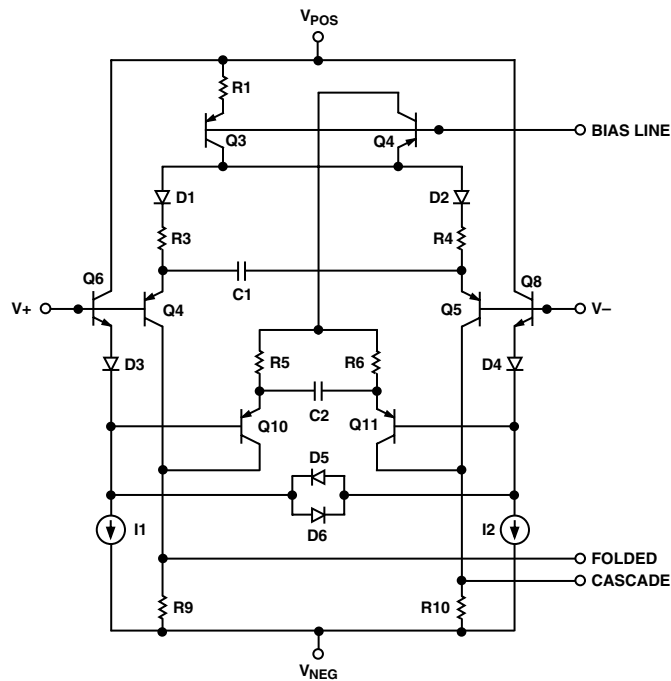 VPOS
R1
Q3
Q4
BIAS LINE
D1
D2
R3
R4
Q6
C1
Q8
V+
Q4
Q5
V–
D3
R5
R6
D4
C2
Q10
Q11
D5
I1
D6
I2
FOLDED
CASCADE
R9
R10
VNEG